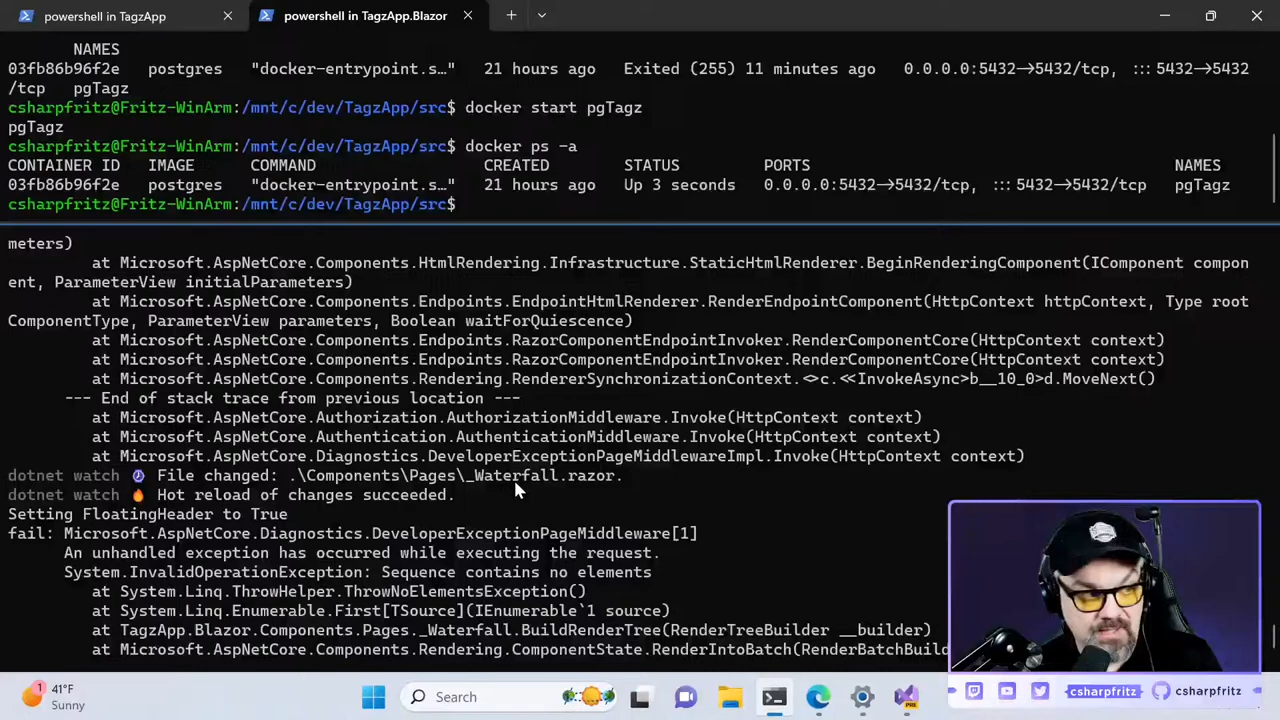 powershell in TagzApp
powershell in TagzApp.Blazor
NAMES
03fb86b96f2e postgres "docker-entrypoint.s…" 21 hours ago Exited (255) 11 minutes ago 0.0.0.0:5432->5432/tcp, :::5432->5432
/tcp pgTagz
csharpfritz@Fritz-WinArm:/mnt/c/dev/TagzApp/src$ docker start pgTagz
pgTagz
csharpfritz@Fritz-WinArm:/mnt/c/dev/TagzApp/src$ docker ps -a
CONTAINER ID IMAGE COMMAND CREATED STATUS PORTS NAMES
03fb86b96f2e postgres "docker-entrypoint.s…" 21 hours ago Up 3 seconds 0.0.0.0:5432->5432/tcp, :::5432->5432/tcp pgTagz
csharpfritz@Fritz-WinArm:/mnt/c/dev/TagzApp/src$
meters)
at Microsoft.AspNetCore.Components.HtmlRendering.Infrastructure.StaticHtmlRenderer.BeginRenderingComponent(IComponent compon
ent, ParameterView initialParameters)
at Microsoft.AspNetCore.Components.Endpoints.EndpointHtmlRenderer.RenderEndpointComponent(HttpContext httpContext, Type root
ComponentType, ParameterView parameters, Boolean waitForQuiescence)
at Microsoft.AspNetCore.Components.Endpoints.RazorComponentEndpointInvoker.RenderComponentCore(HttpContext context)
at Microsoft.AspNetCore.Components.Endpoints.RazorComponentEndpointInvoker.RenderComponentCore(HttpContext context)
at Microsoft.AspNetCore.Components.Rendering.RendererSynchronizationContext.<>c.<<InvokeAsync>b__10_0>d.MoveNext()
--- End of stack trace from previous location ---
at Microsoft.AspNetCore.Authorization.AuthorizationMiddleware.Invoke(HttpContext context)
at Microsoft.AspNetCore.Authentication.AuthenticationMiddleware.Invoke(HttpContext context)
at Microsoft.AspNetCore.Diagnostics.DeveloperExceptionPageMiddlewareImpl.Invoke(HttpContext context)
dotnet watch ⌚ File changed: .\Components\Pages\_Waterfall.razor.
dotnet watch 🔥 Hot reload of changes succeeded.
Setting FloatingHeader to True
fail: Microsoft.AspNetCore.Diagnostics.DeveloperExceptionPageMiddleware[1]
An unhandled exception has occurred while executing the request.
System.InvalidOperationException: Sequence contains no elements
at System.Linq.ThrowHelper.ThrowNoElementsException()
at System.Linq.Enumerable.First[TSource](IEnumerable`1 source)
at TagzApp.Blazor.Components.Pages._Waterfall.BuildRenderTree(RenderTreeBuilder __builder)
at Microsoft.AspNetCore.Components.Rendering.ComponentState.RenderIntoBatch(RenderBatchBuild
csharpfritz csharpfritz
1
41°F
Sunny
Search
PRE